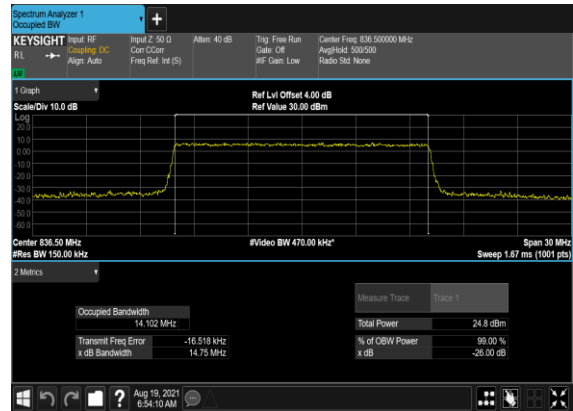 Spectrum Analyzer 1
Occupied BW
+
KEYSIGHT Input: RF Input Z: 50 Ω Atten: 40 dB Trig: Free Run Center Freq: 836.500000 MHz
RL Coupling: DC Corr CCorr Gate: Off Avg|Hold: 500/500
Align: Auto Freq Ref: Int (S) #IF Gain: Low Radio Std: None
1 Graph
Ref Lvl Offset 4.00 dB
Scale/Div 10.0 dB Ref Value 30.00 dBm
Log
20.0
10.0
0.00
-10.0
-20.0
-30.0
-40.0
-50.0
-60.0
Center 836.50 MHz #Video BW 470.00 kHz* Span 30 MHz
#Res BW 150.00 kHz Sweep 1.67 ms (1001 pts)
2 Metrics
Measure Trace Trace 1
Occupied Bandwidth
14.102 MHz Total Power 24.8 dBm
Transmit Freq Error -16.518 kHz % of OBW Power 99.00 %
x dB Bandwidth 14.75 MHz x dB -26.00 dB
? Aug 19, 2021
6:54:10 AM